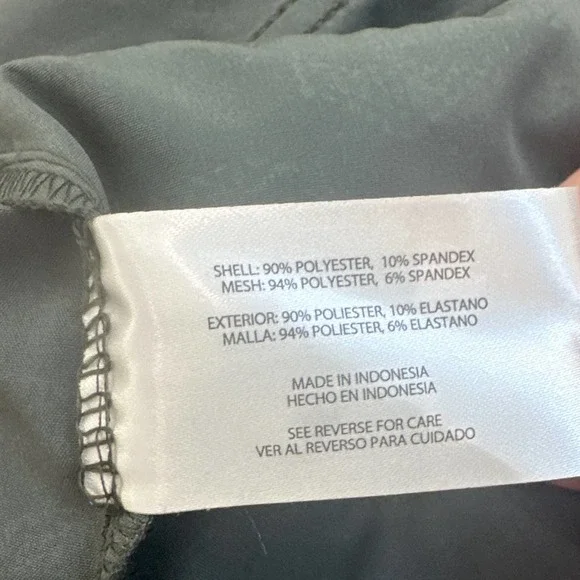 SHELL: 90% POLYESTER, 10% SPANDEX
MESH: 94% POLYESTER, 6% SPANDEX
EXTERIOR: 90% POLIESTER, 10% ELASTANO
MALLA: 94% POLIESTER, 6% ELASTANO
MADE IN INDONESIA
HECHO EN INDONESIA
SEE REVERSE FOR CARE
VER AL REVERSO PARA CUIDADO